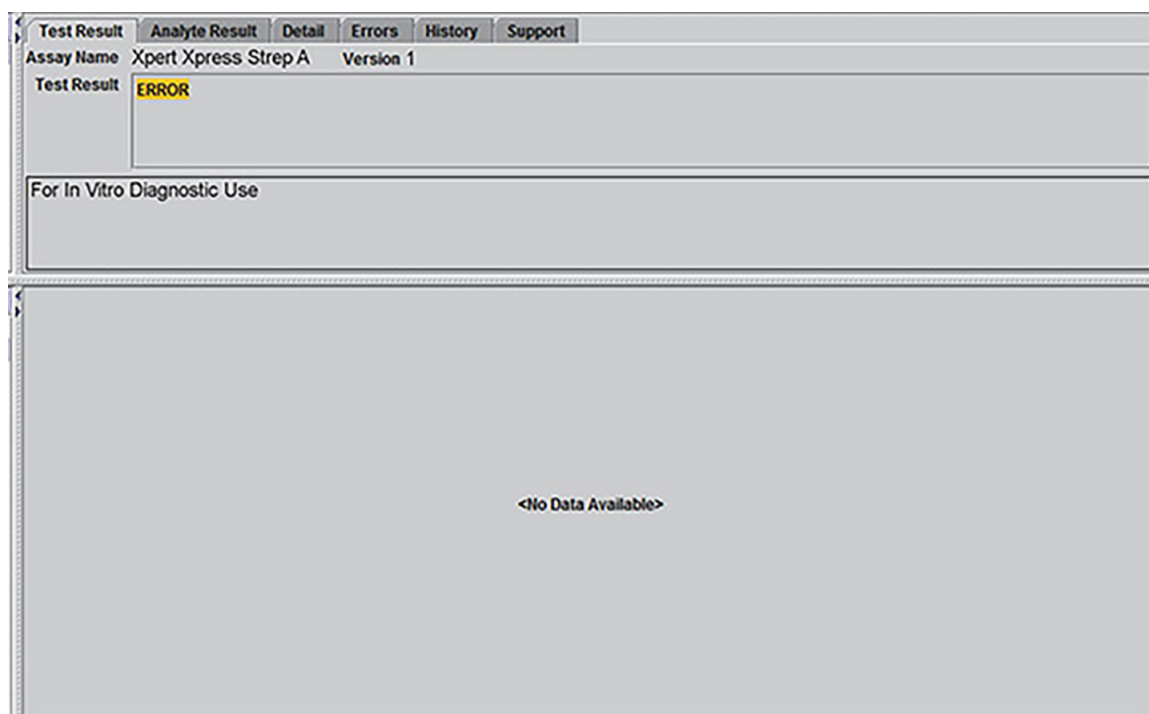 Test Result Analyte Result Detail Errors History Support
Assay Name Xpert Xpress Strep A Version 1
Test Result ERROR
For In Vitro Diagnostic Use
<No Data Available>